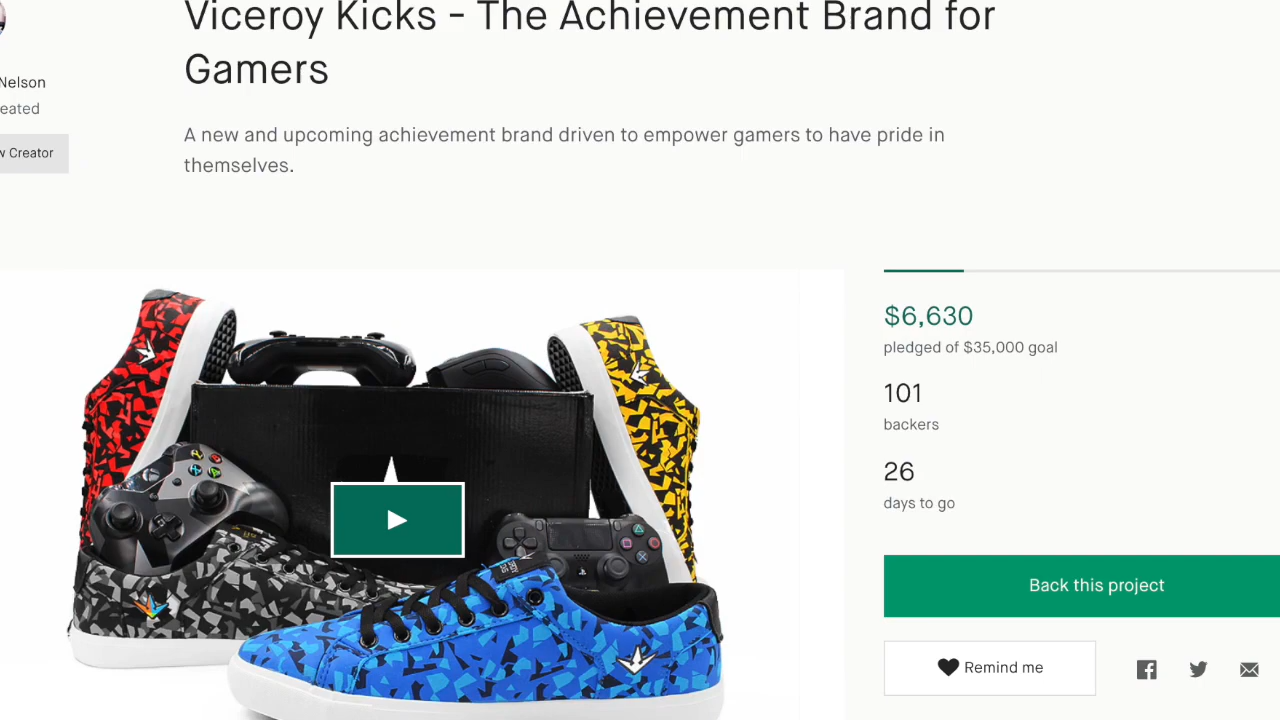 Viceroy Kicks - The Achievement Brand for
Gamers
Nelson
eated
w Creator
A new and upcoming achievement brand driven to empower gamers to have pride in
themselves.
$6,630
pledged of $35,000 goal
101
backers
26
days to go
Back this project
Remind me